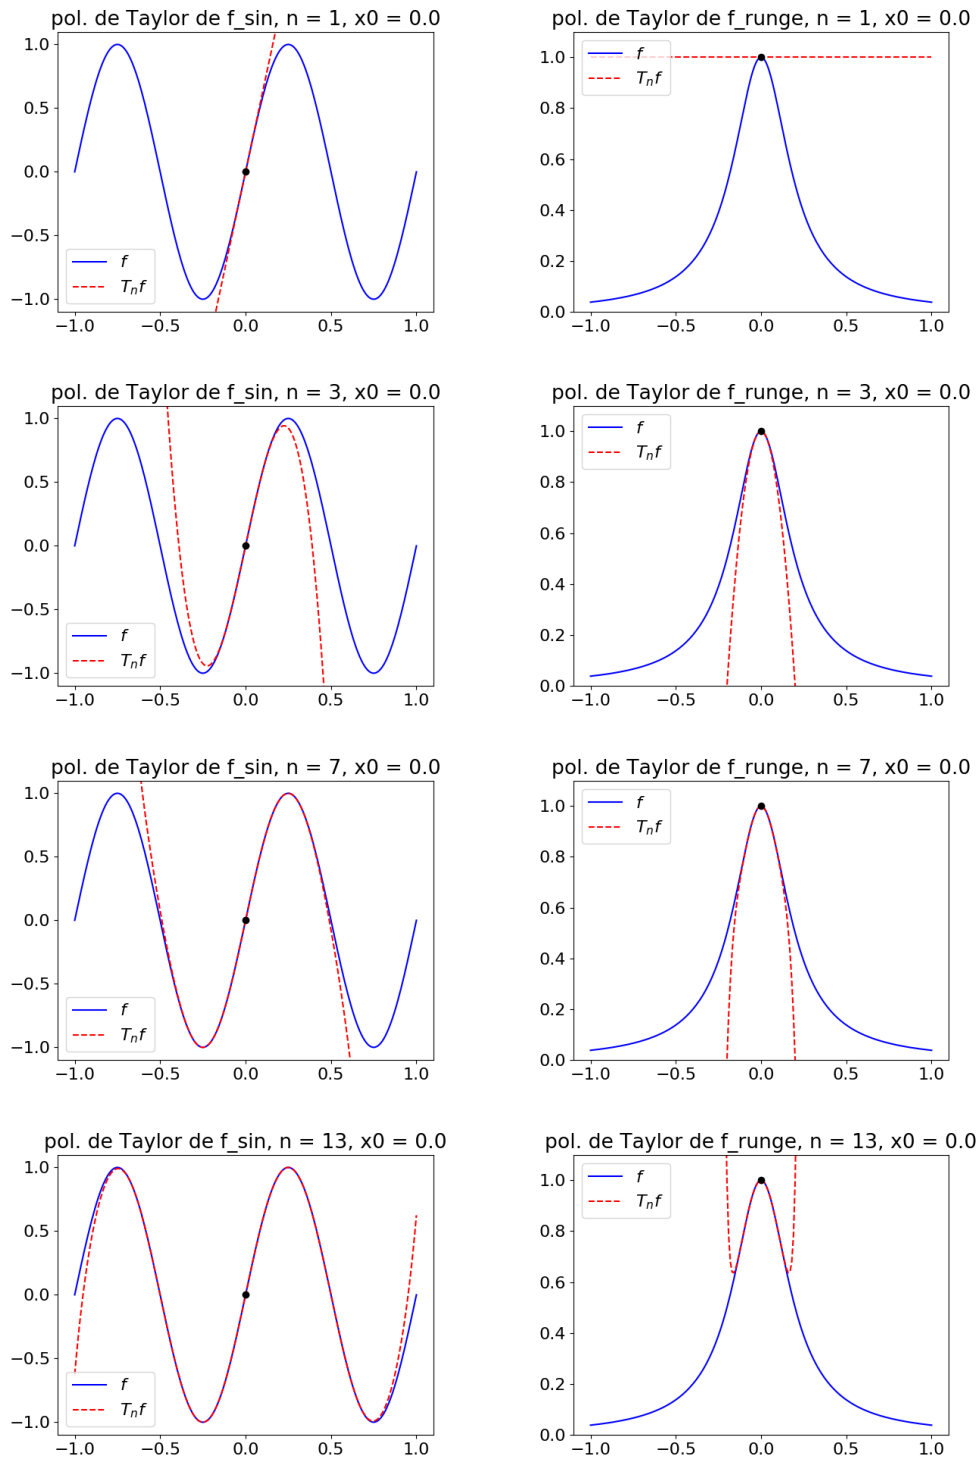 pol. de Taylor de f_sin, n = 1, x0 = 0.0
1.0
0.5
0.0
−0.5
−1.0
f
Tnf
−1.0 −0.5 0.0 0.5 1.0
pol. de Taylor de f_runge, n = 1, x0 = 0.0
f
Tnf
1.0
0.8
0.6
0.4
0.2
0.0
−1.0 −0.5 0.0 0.5 1.0
pol. de Taylor de f_sin, n = 3, x0 = 0.0
1.0
0.5
0.0
−0.5
−1.0
f
Tnf
−1.0 −0.5 0.0 0.5 1.0
pol. de Taylor de f_runge, n = 3, x0 = 0.0
f
Tnf
1.0
0.8
0.6
0.4
0.2
0.0
−1.0 −0.5 0.0 0.5 1.0
pol. de Taylor de f_sin, n = 7, x0 = 0.0
1.0
0.5
0.0
−0.5
−1.0
f
Tnf
−1.0 −0.5 0.0 0.5 1.0
pol. de Taylor de f_runge, n = 7, x0 = 0.0
f
Tnf
1.0
0.8
0.6
0.4
0.2
0.0
−1.0 −0.5 0.0 0.5 1.0
pol. de Taylor de f_sin, n = 13, x0 = 0.0
1.0
0.5
0.0
−0.5
−1.0
f
Tnf
−1.0 −0.5 0.0 0.5 1.0
pol. de Taylor de f_runge, n = 13, x0 = 0.0
f
Tnf
1.0
0.8
0.6
0.4
0.2
0.0
−1.0 −0.5 0.0 0.5 1.0